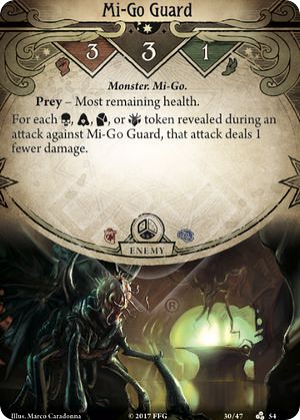 Mi-Go Guard
3 3 1
Monster. Mi-Go.
Prey – Most remaining health.
For each , , , or token revealed during an
attack against Mi-Go Guard, that attack deals 1
fewer damage.
ENEMY
Illus. Marco Caradonna © 2017 FFG 30/47 54